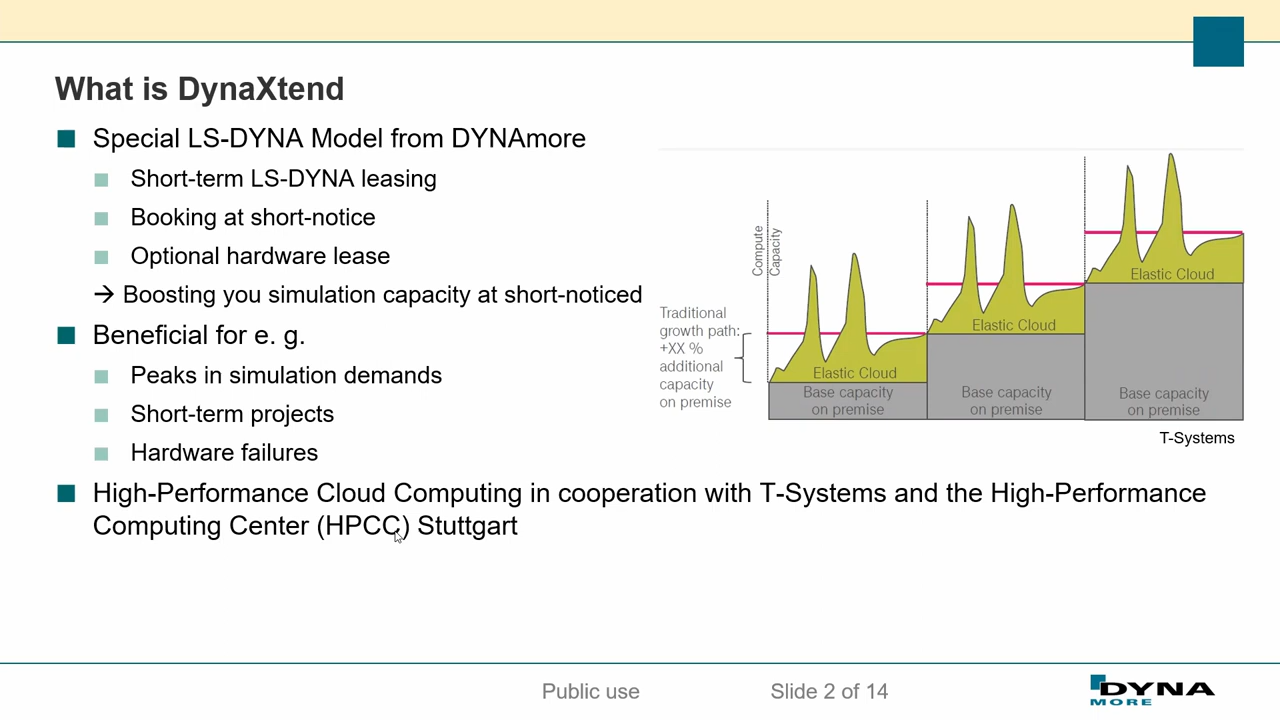 What is DynaXtend
Special LS-DYNA Model from DYNAmore
Short-term LS-DYNA leasing
Booking at short-notice
Optional hardware lease
→ Boosting you simulation capacity at short-noticed
Beneficial for e. g.
Peaks in simulation demands
Short-term projects
Hardware failures
High-Performance Cloud Computing in cooperation with T-Systems and the High-Performance
Computing Center (HPCC) Stuttgart
Compute
Capacity
Traditional
growth path:
+XX %
additional
capacity
on premise
Elastic Cloud
Base capacity
on premise
Elastic Cloud
Base capacity
on premise
Elastic Cloud
Base capacity
on premise
T-Systems
Public use
Slide 2 of 14
DYNA
MORE